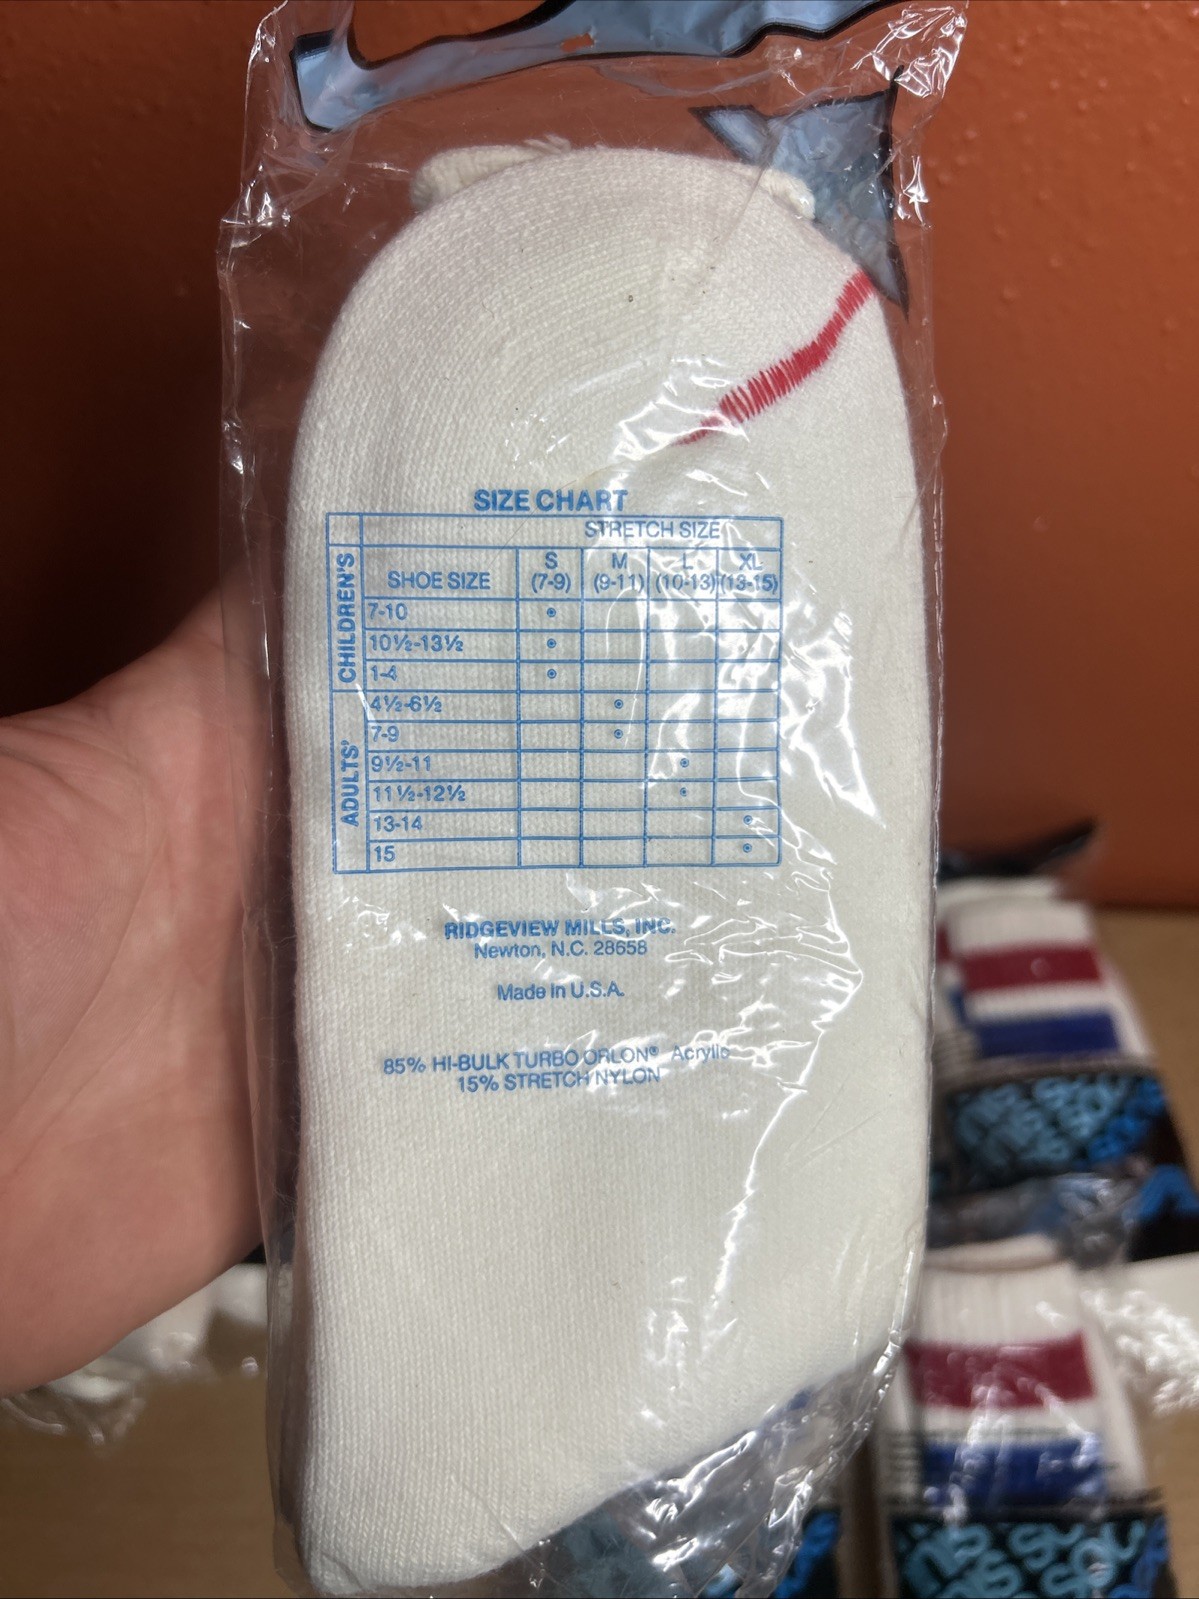 SIZE CHART
STRETCH SIZE
CHILDREN'S
SHOE SIZE
S
(7-9)
M
(9-11)
L
(10-13)
XL
(13-15)
7-10
10½-13½
1-4
ADULTS'
4½-6½
7-9
9½-11
11½-12½
13-14
15
RIDGEVIEW MILLS, INC.
Newton, N.C. 28658
Made in U.S.A.
85% HI-BULK TURBO ORLON® Acrylic
15% STRETCH NYLON